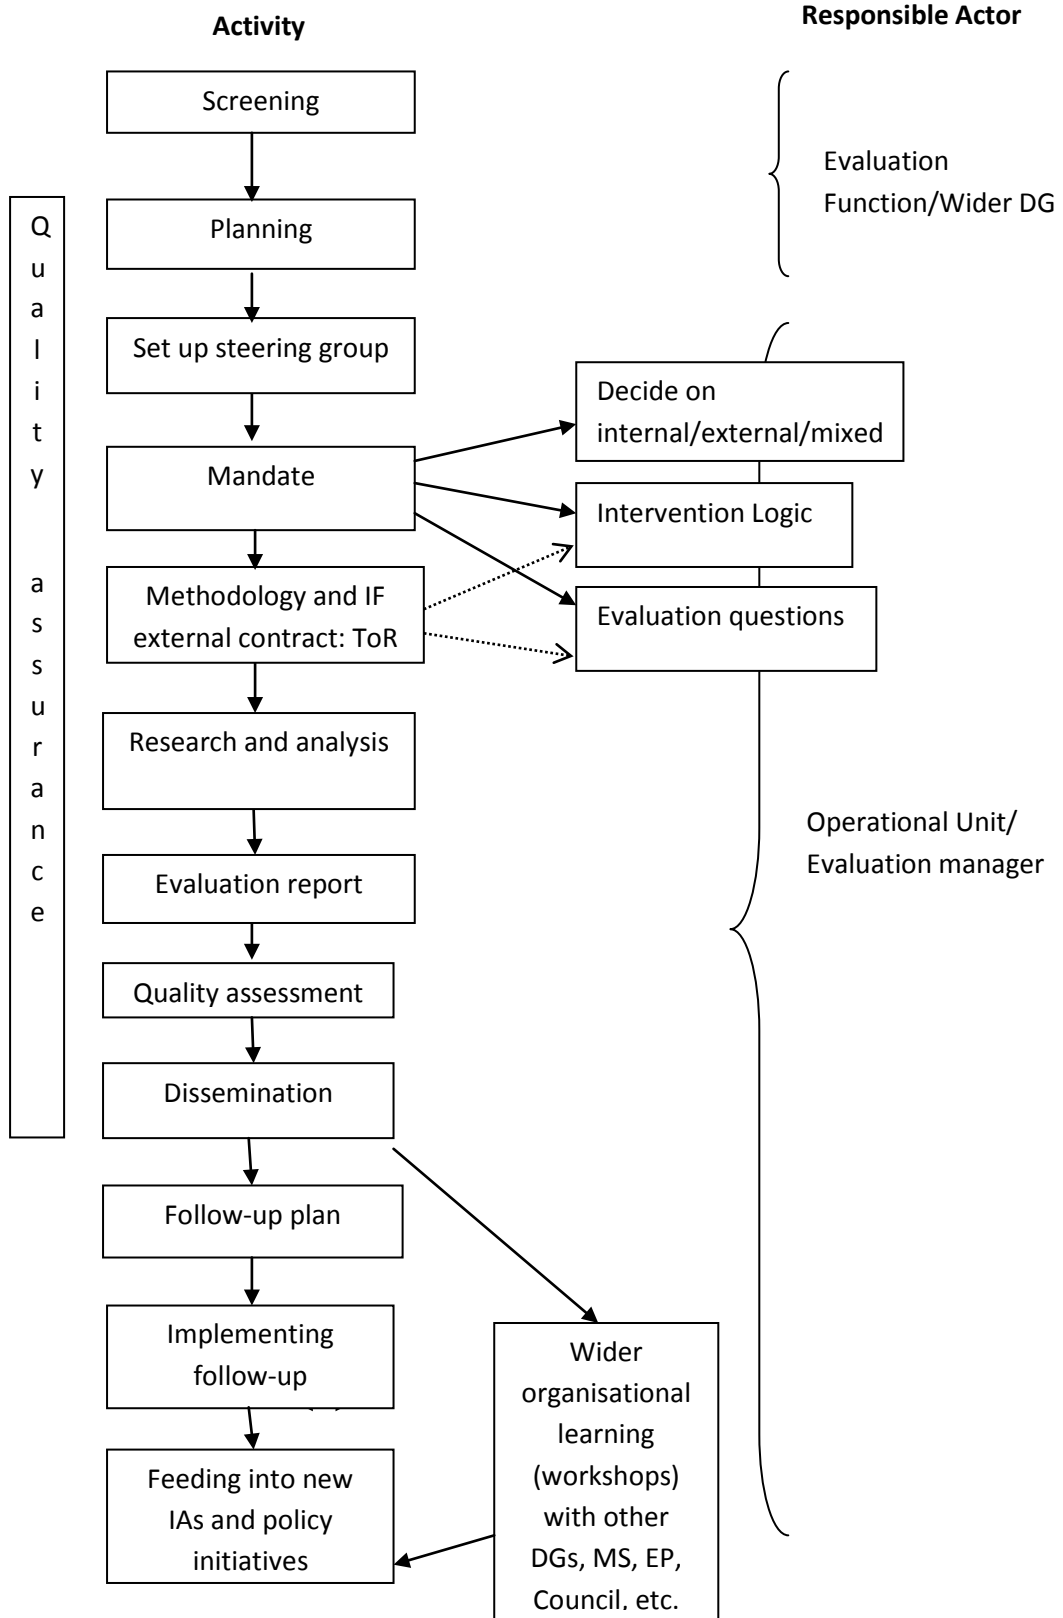 Activity
Responsible Actor
Screening
Evaluation
Function/Wider DG
Quality assurance
Planning
Set up steering group
Decide on
internal/external/mixed
Mandate
Intervention Logic
Methodology and IF
external contract: ToR
Evaluation questions
Research and analysis
Operational Unit/
Evaluation manager
Evaluation report
Quality assessment
Dissemination
Follow-up plan
Implementing
follow-up
Wider
organisational
learning
(workshops)
with other
DGs, MS, EP,
Council, etc.
Feeding into new
IAs and policy
initiatives